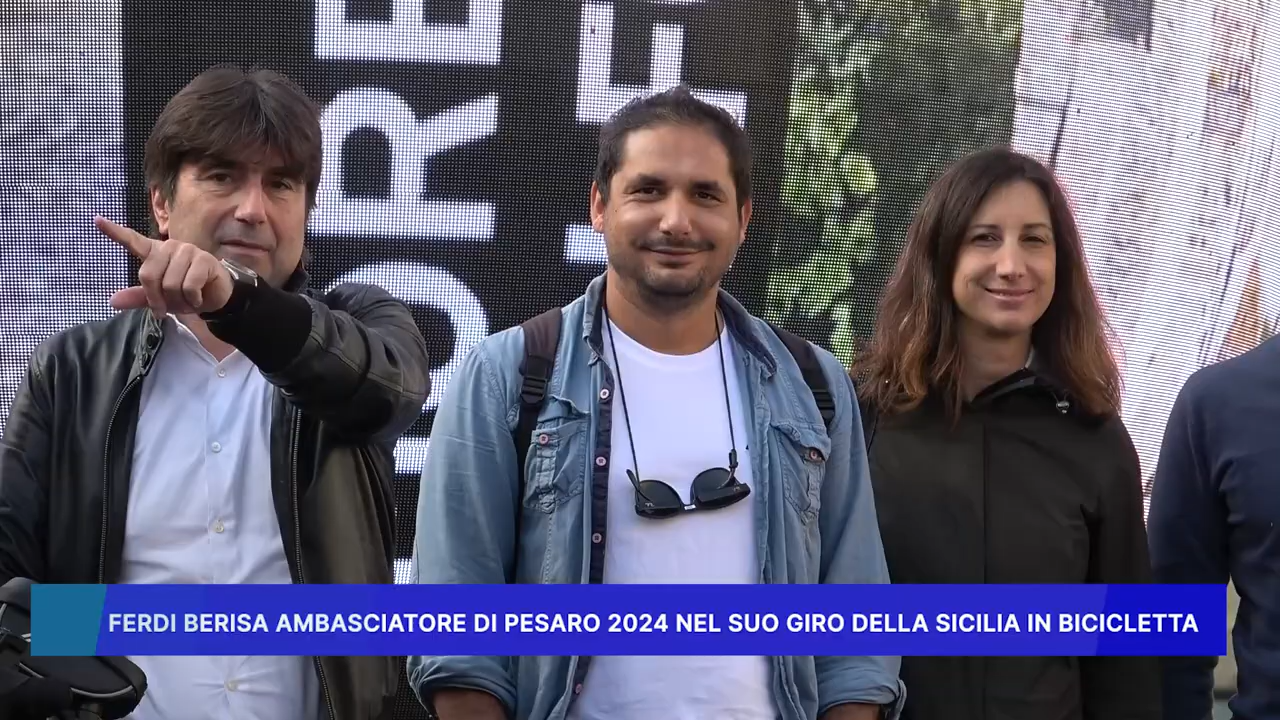 FERDI BERISA AMBASCIATORE DI PESARO 2024 NEL SUO GIRO DELLA SICILIA IN BICICLETTA